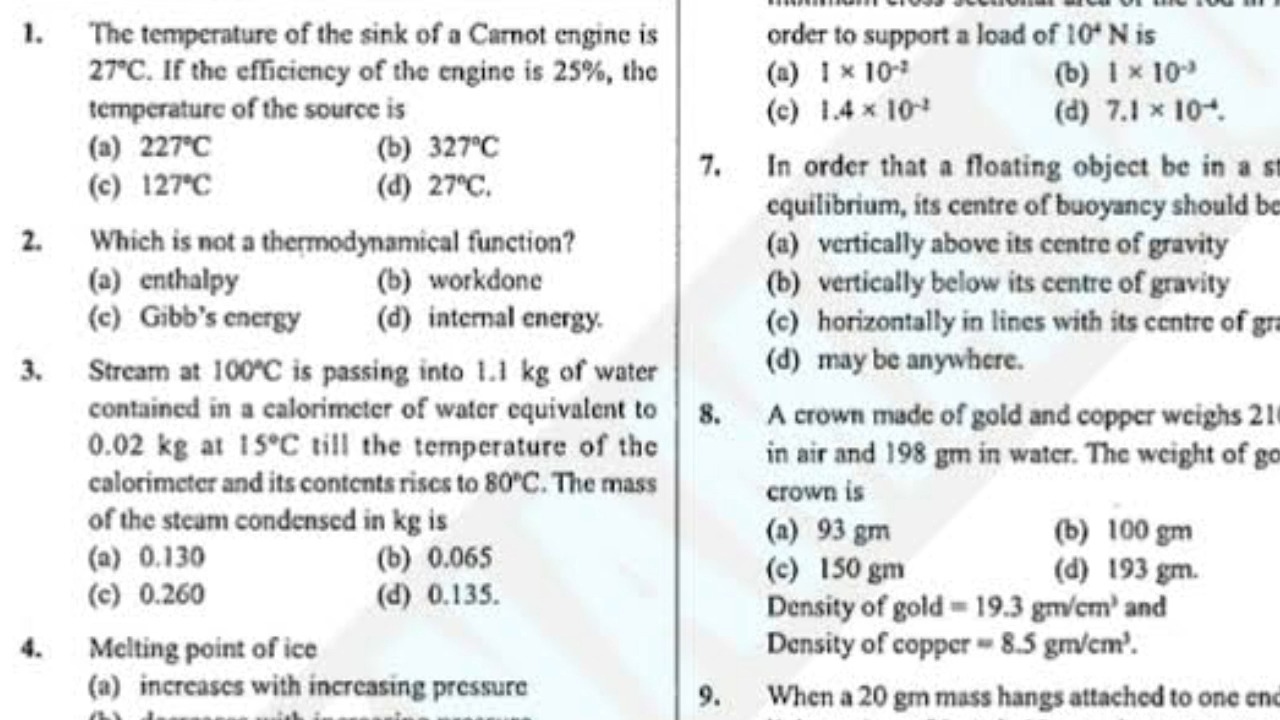 1. The temperature of the sink of a Carnot engine is
27°C. If the efficiency of the engine is 25%, the
temperature of the source is
(a) 227°C (b) 327°C
(c) 127°C (d) 27°C.
2. Which is not a thermodynamical function?
(a) enthalpy (b) workdone
(c) Gibb's energy (d) internal energy.
3. Stream at 100°C is passing into 1.1 kg of water
contained in a calorimeter of water equivalent to
0.02 kg at 15°C till the temperature of the
calorimeter and its contents rises to 80°C. The mass
of the steam condensed in kg is
(a) 0.130 (b) 0.065
(c) 0.260 (d) 0.135.
4. Melting point of ice
(a) increases with increasing pressure
order to support a load of 10⁴ N is
(a) 1 × 10⁻² (b) 1 × 10⁻³
(c) 1.4 × 10⁻² (d) 7.1 × 10⁻⁴.
7. In order that a floating object be in a
equilibrium, its centre of buoyancy should be
(a) vertically above its centre of gravity
(b) vertically below its centre of gravity
(c) horizontally in lines with its centre of
(d) may be anywhere.
8. A crown made of gold and copper weighs
in air and 198 gm in water. The weight of
crown is
(a) 93 gm (b) 100 gm
(c) 150 gm (d) 193 gm.
Density of gold = 19.3 gm/cm³ and
Density of copper = 8.5 gm/cm³.
9. When a 20 gm mass hangs attached to one end